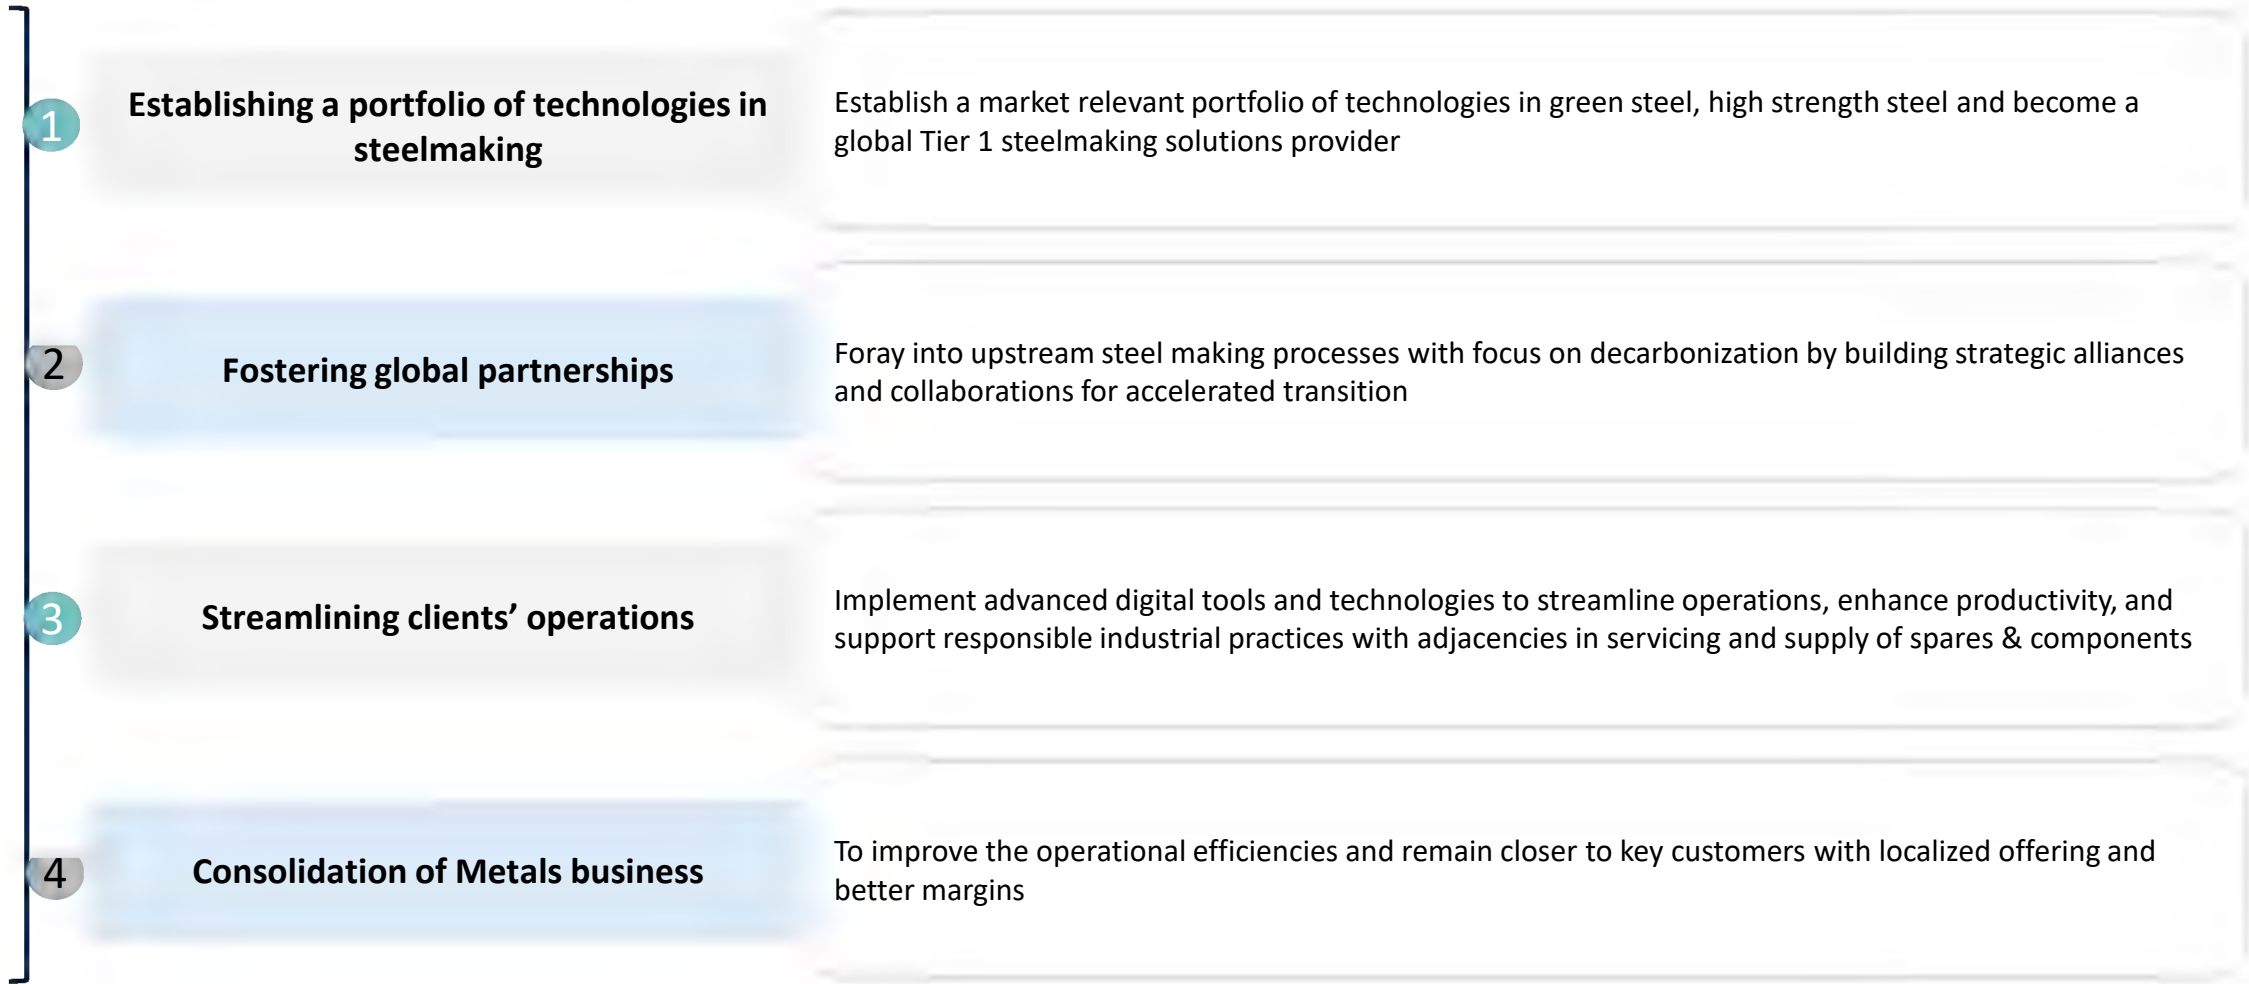 1
Establishing a portfolio of technologies in
steelmaking
Establish a market relevant portfolio of technologies in green steel, high strength steel and become a
global Tier 1 steelmaking solutions provider
2
Fostering global partnerships
Foray into upstream steel making processes with focus on decarbonization by building strategic alliances
and collaborations for accelerated transition
3
Streamlining clients’ operations
Implement advanced digital tools and technologies to streamline operations, enhance productivity, and
support responsible industrial practices with adjacencies in servicing and supply of spares & components
4
Consolidation of Metals business
To improve the operational efficiencies and remain closer to key customers with localized offering and
better margins